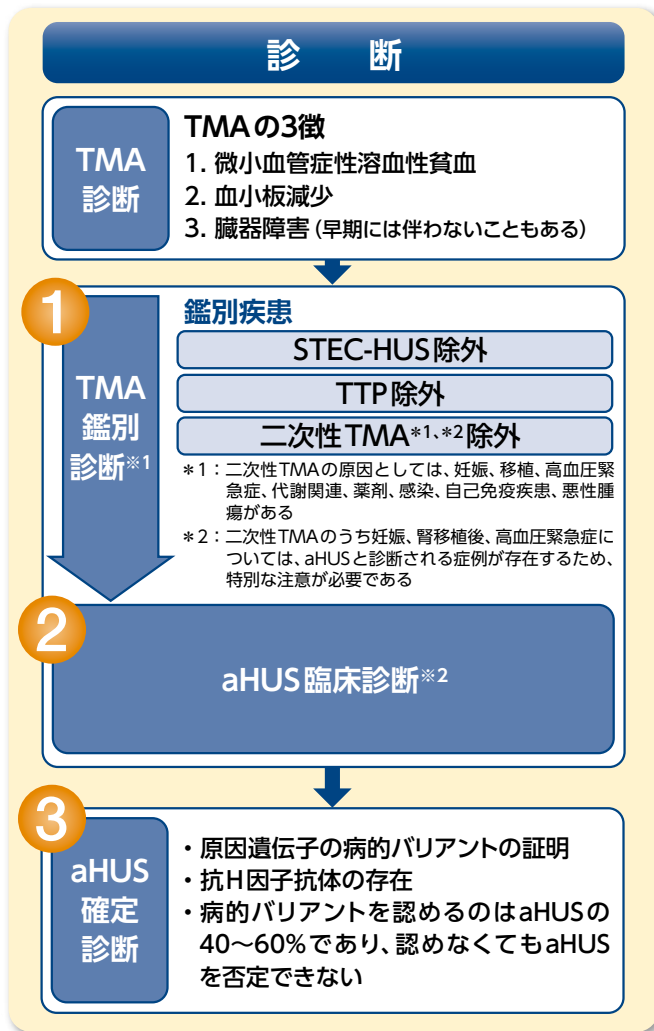 診 断
TMA
診断
TMAの3徴
1. 微小血管症性溶血性貧血
2. 血小板減少
3. 臓器障害（早期には伴わないこともある）
1
TMA
鑑別
診断※1
鑑別疾患
STEC-HUS除外
TTP除外
二次性TMA*1、*2除外
＊1：二次性TMAの原因としては、妊娠、移植、高血圧緊
急症、代謝関連、薬剤、感染、自己免疫疾患、悪性腫
瘍がある
＊2：二次性TMAのうち妊娠、腎移植後、高血圧緊急症に
ついては、aHUSと診断される症例が存在するため、
特別な注意が必要である
2
aHUS臨床診断※2
3
aHUS
確定
診断
・原因遺伝子の病的バリアントの証明
・抗H因子抗体の存在
・病的バリアントを認めるのはaHUSの
40～60%であり、認めなくてもaHUS
を否定できない